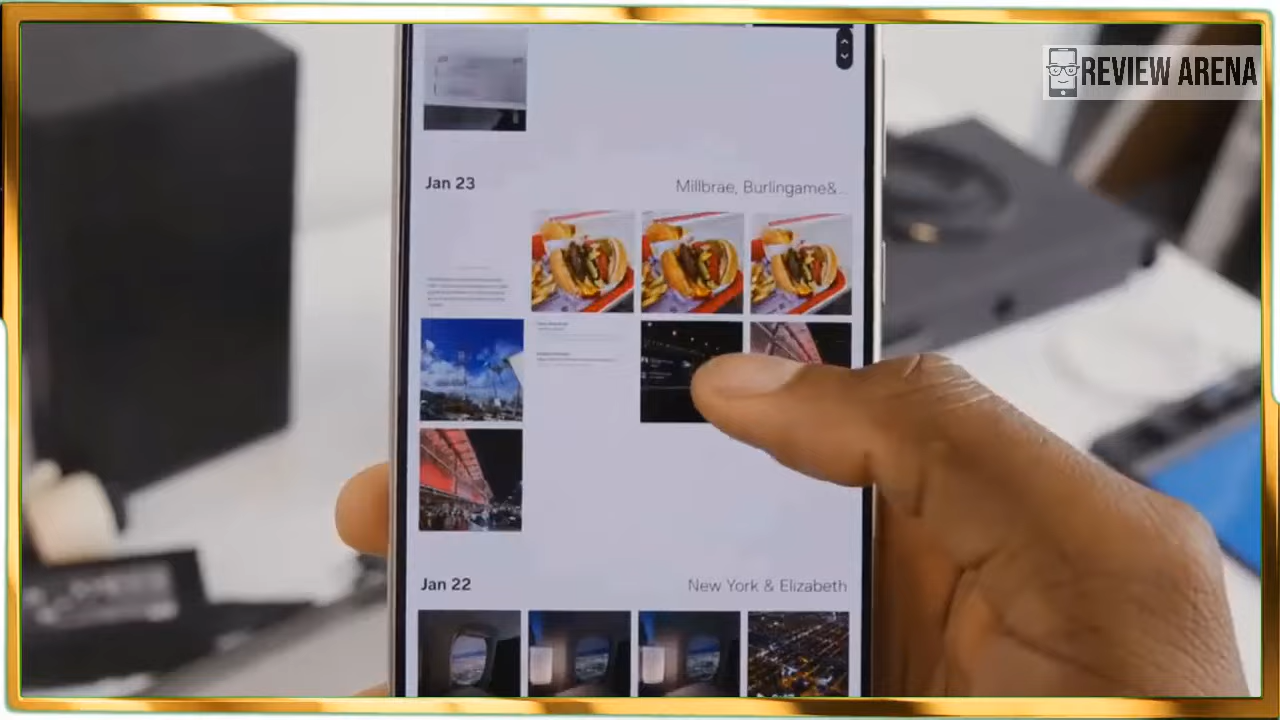 REVIEW ARENA
Jan 23
Millbrae, Burlingame&...
Jan 22
New York & Elizabeth